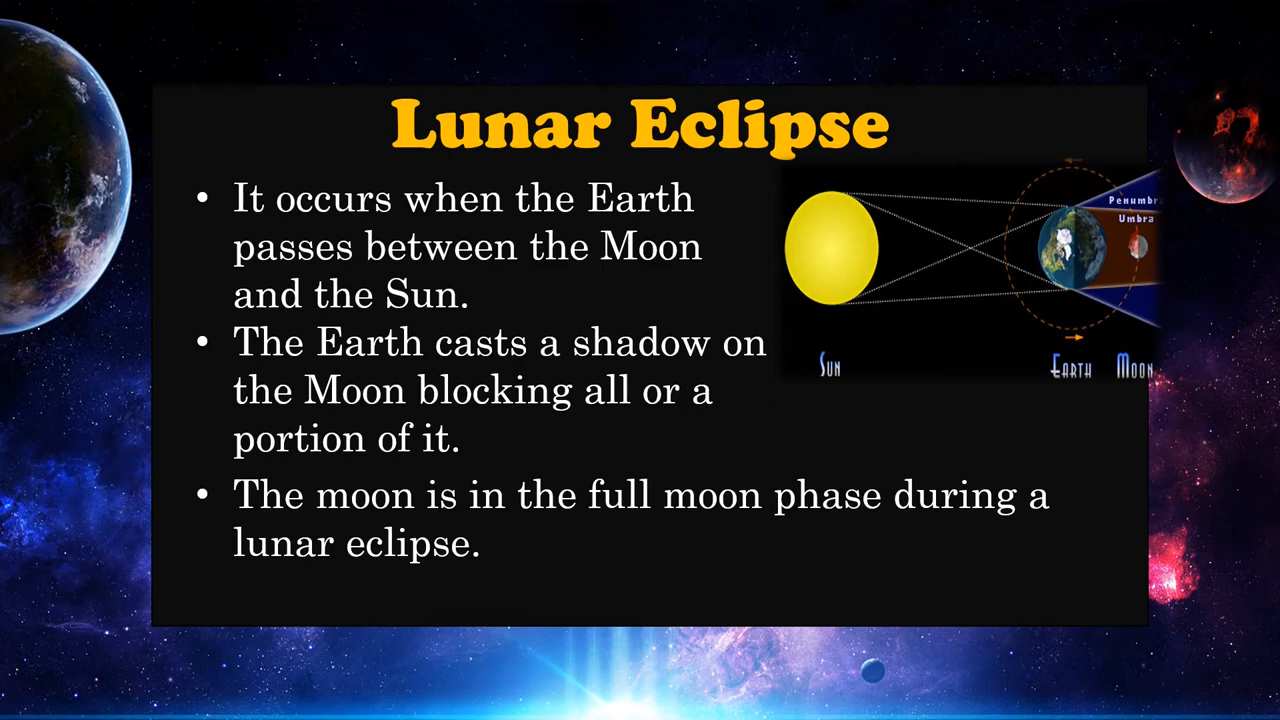 Lunar Eclipse
• It occurs when the Earth
passes between the Moon
and the Sun.
• The Earth casts a shadow on
the Moon blocking all or a
portion of it.
• The moon is in the full moon phase during a
lunar eclipse.
Penumbra
Umbra
Sun
Earth Moon